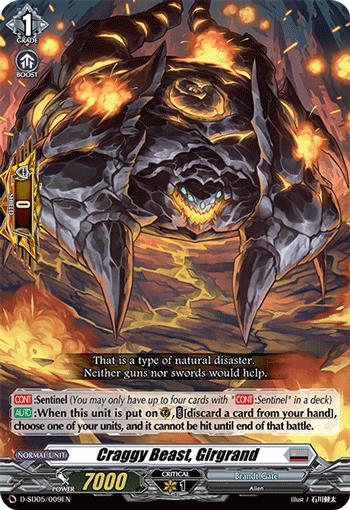 1
GRADE
BOOST
SHIELD
0
That is a type of natural disaster.
Neither guns nor swords would help.
CONT:Sentinel (You may only have up to four cards with "CONT:Sentinel" in a deck)
AUTO:When this unit is put on G, [discard a card from your hand],
choose one of your units, and it cannot be hit until end of that battle.
NORMAL UNIT
Craggy Beast, Girgrand
POWER 7000
CRITICAL
1
Brandt Gate
Alien
D-SD05/009EN
illust / 石川健太